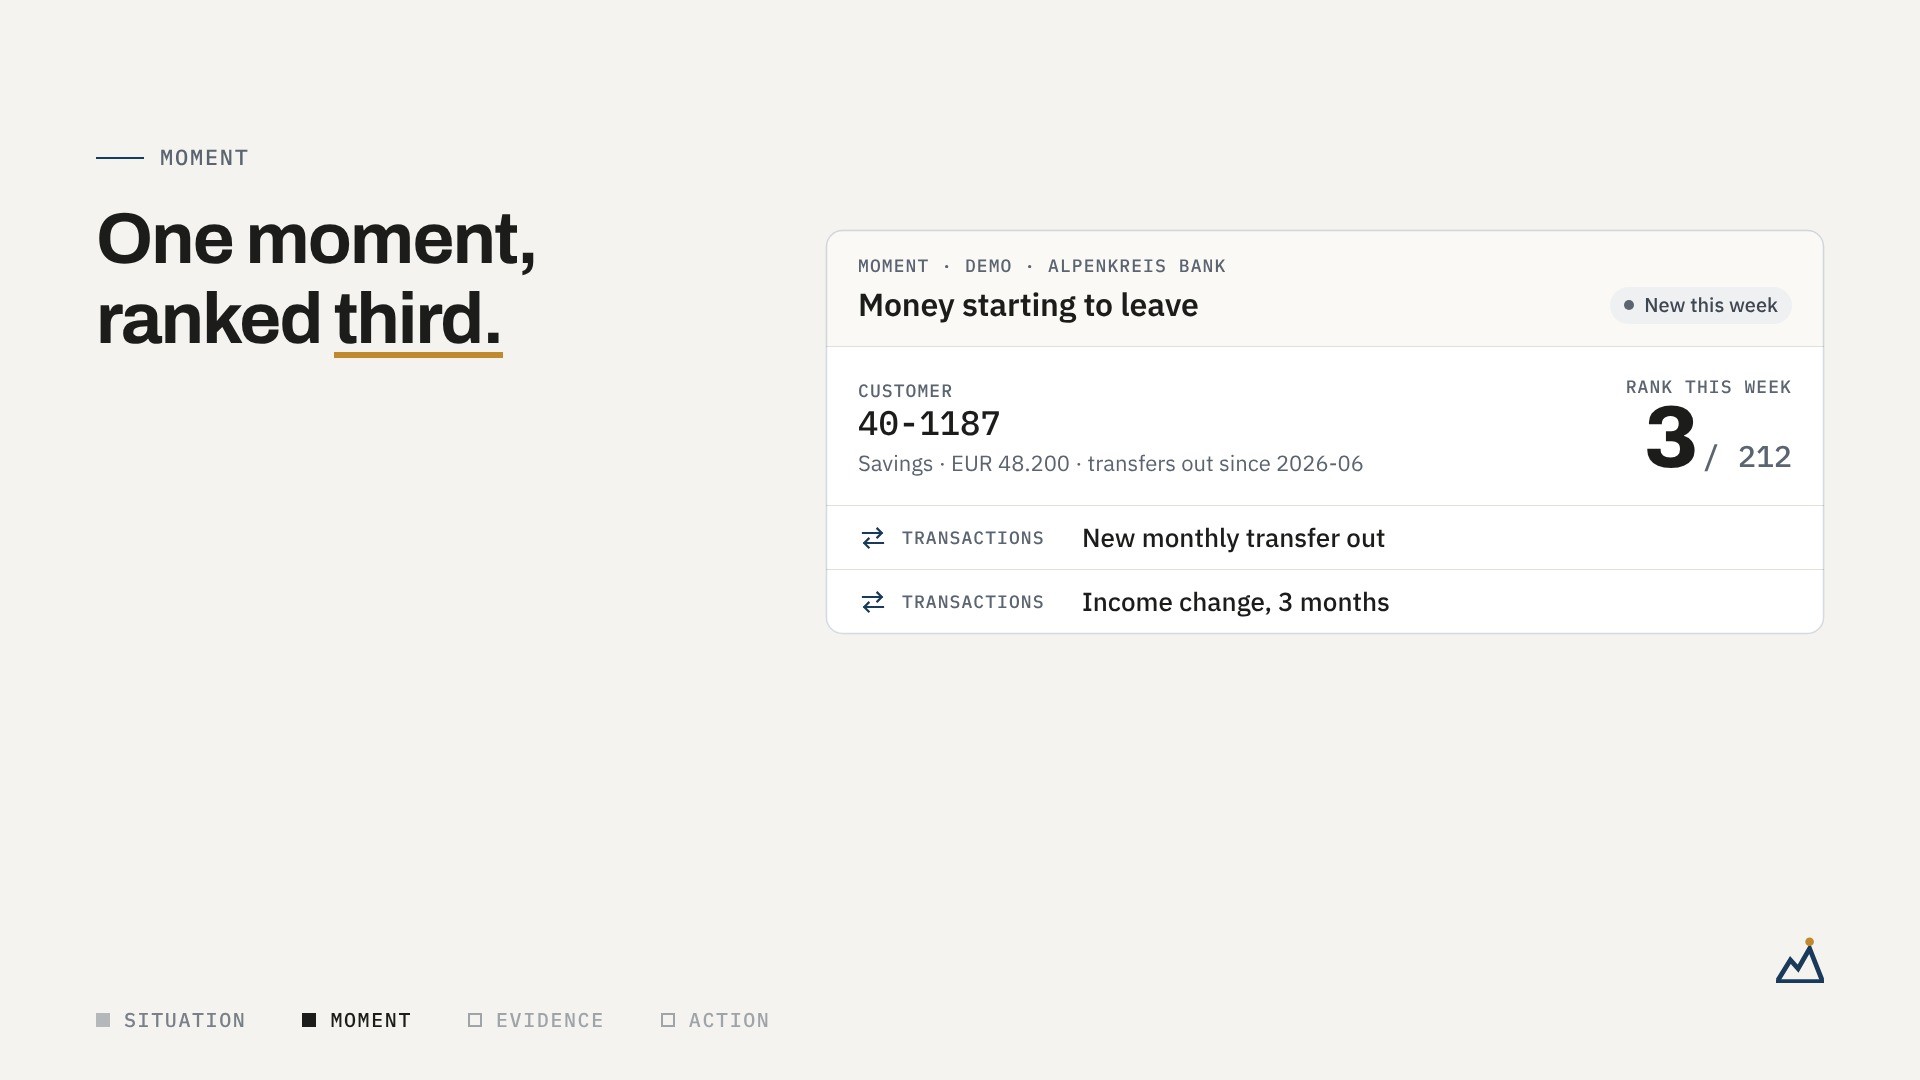 MOMENT
One moment,
ranked third.
MOMENT · DEMO · ALPENKREIS BANK
Money starting to leave
New this week
CUSTOMER
40-1187
Savings · EUR 48.200 · transfers out since 2026-06
RANK THIS WEEK
3 / 212
TRANSACTIONS New monthly transfer out
TRANSACTIONS Income change, 3 months
SITUATION MOMENT EVIDENCE ACTION